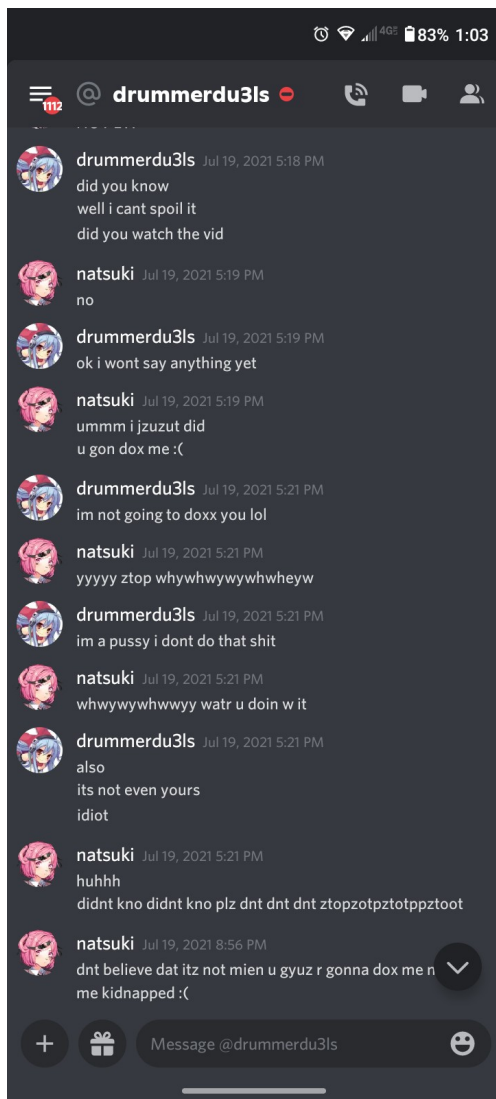 4GE 83% 1:03
1112 @ drummerdu3ls
drummerdu3ls Jul 19, 2021 5:18 PM
did you know
well i cant spoil it
did you watch the vid
natsuki Jul 19, 2021 5:19 PM
no
drummerdu3ls Jul 19, 2021 5:19 PM
ok i wont say anything yet
natsuki Jul 19, 2021 5:19 PM
ummm i jzuzut did
u gon dox me :(
drummerdu3ls Jul 19, 2021 5:21 PM
im not going to doxx you lol
natsuki Jul 19, 2021 5:21 PM
yyyyy ztop whywhwywywhwheyw
drummerdu3ls Jul 19, 2021 5:21 PM
im a pussy i dont do that shit
natsuki Jul 19, 2021 5:21 PM
whwywywhwwyy watr u doin w it
drummerdu3ls Jul 19, 2021 5:21 PM
also
its not even yours
idiot
natsuki Jul 19, 2021 5:21 PM
huhhh
didnt kno didnt kno plz dnt dnt dnt ztopzotpztotppztoot
natsuki Jul 19, 2021 8:56 PM
dnt believe dat itz not mien u gyuz r gonna dox me
me kidnapped :(
Message @drummerdu3ls